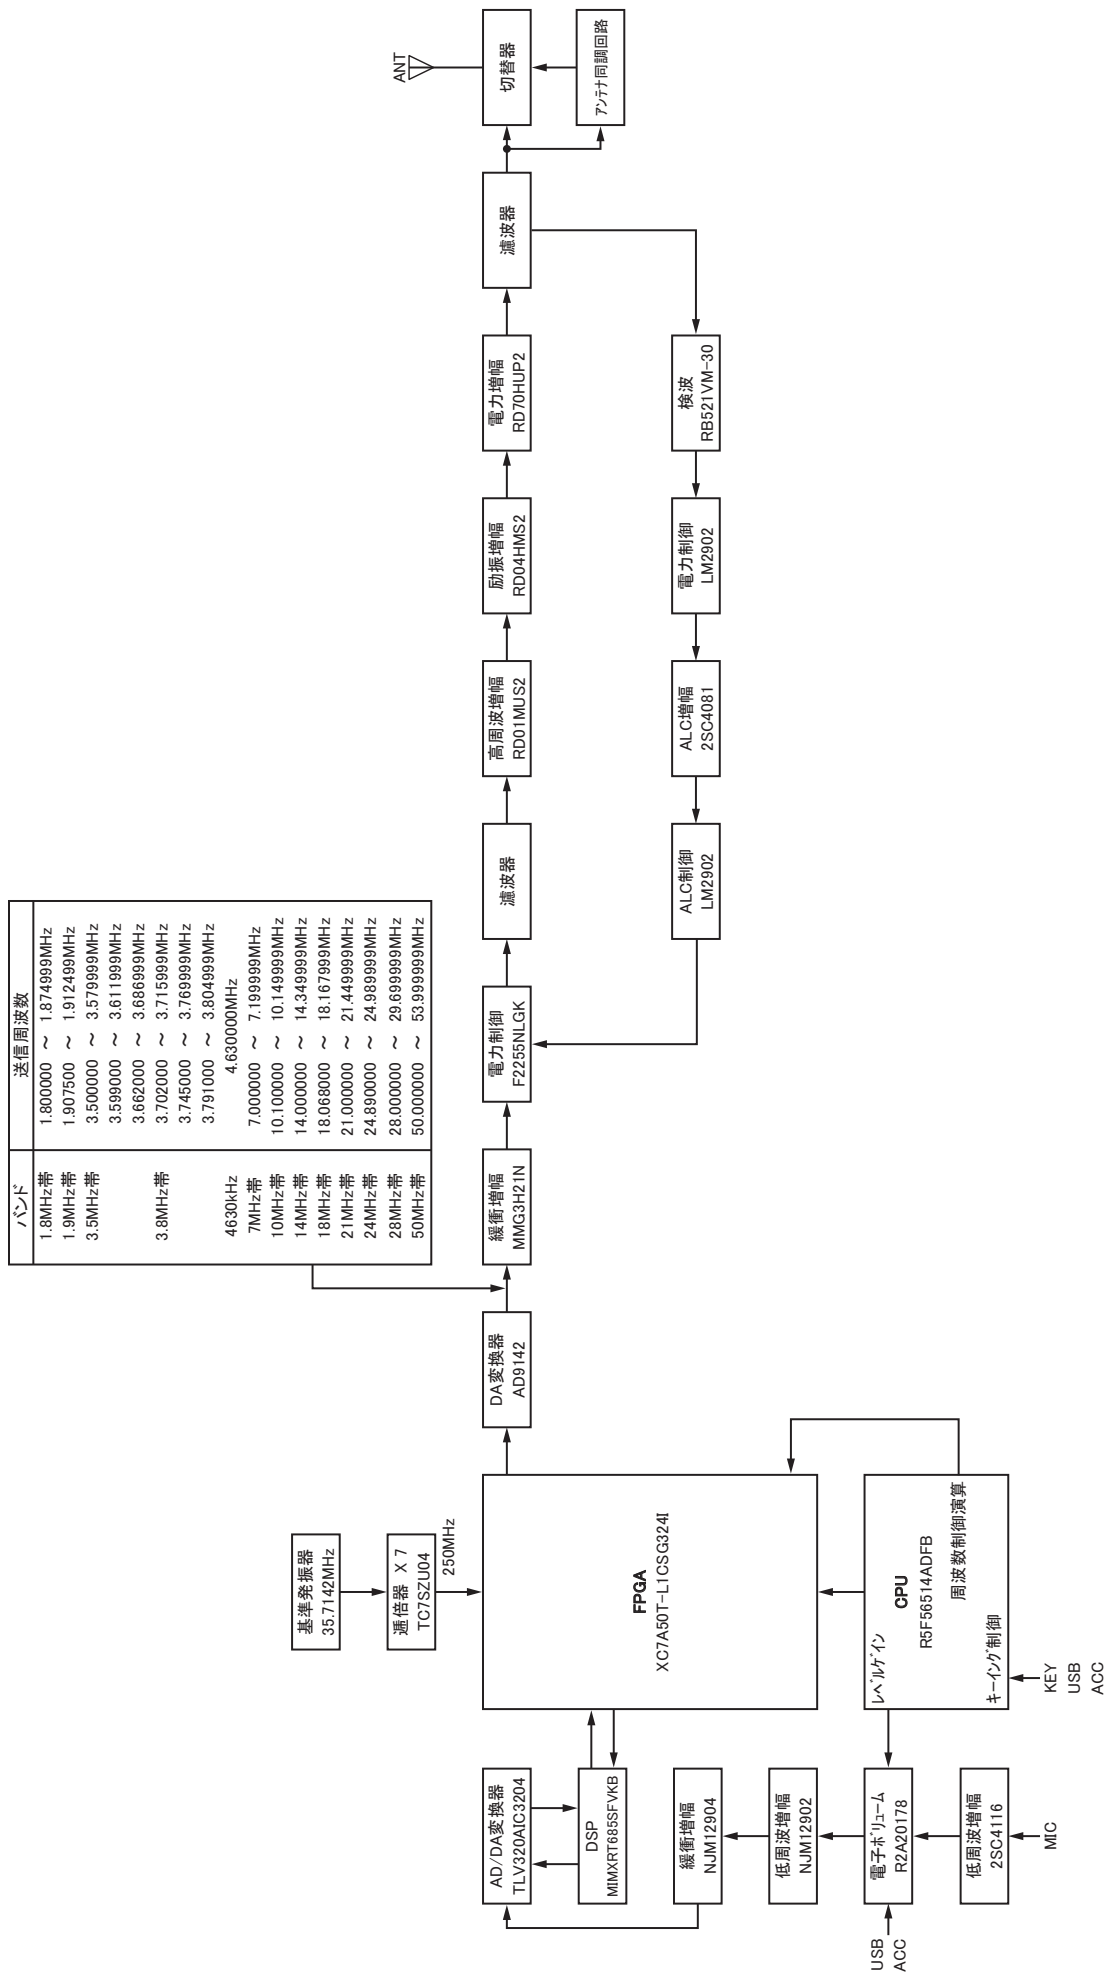 バンド
送信周波数
1.8MHz帯
1.800000 ～ 1.874999MHz
1.9MHz帯
1.907500 ～ 1.912499MHz
3.5MHz帯
3.500000 ～ 3.579999MHz
3.599000 ～ 3.611999MHz
3.662000 ～ 3.686999MHz
3.8MHz帯
3.702000 ～ 3.715999MHz
3.745000 ～ 3.769999MHz
3.791000 ～ 3.804999MHz
4630kHz
4.630000MHz
7MHz帯
7.000000 ～ 7.199999MHz
10MHz帯
10.100000 ～ 10.149999MHz
14MHz帯
14.000000 ～ 14.349999MHz
18MHz帯
18.068000 ～ 18.167999MHz
21MHz帯
21.000000 ～ 21.449999MHz
24MHz帯
24.890000 ～ 24.989999MHz
28MHz帯
28.000000 ～ 29.699999MHz
50MHz帯
50.000000 ～ 53.999999MHz
基準発振器
35.7142MHz
逓倍器 X 7
TC7SZU04
250MHz
AD/DA変換器
TLV320AIC3204
DSP
MIMXRT685SFVKB
FPGA
XC7A50T-L1CSG324I
DA変換器
AD9142
緩衝増幅
MMG3H21N
電力制御
F2255NLGK
濾波器
高周波増幅
RD01MUS2
励振増幅
RD04HMS2
電力増幅
RD70HUP2
濾波器
切替器
ANT
アンテナ同調回路
検波
RB521VM-30
電力制御
LM2902
ALC増幅
2SC4081
ALC制御
LM2902
緩衝増幅
NJM12904
低周波増幅
NJM12902
電子ボリューム
R2A20178
低周波増幅
2SC4116
MIC
USB
ACC
レベルゲイン
CPU
R5F56514ADFB
周波数制御演算
キーイング制御
KEY
USB
ACC